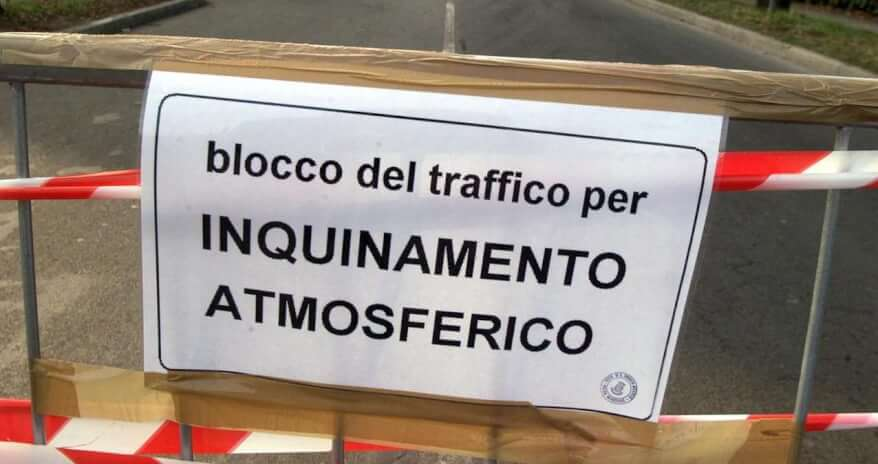 blocco del traffico per
INQUINAMENTO
ATMOSFERICO